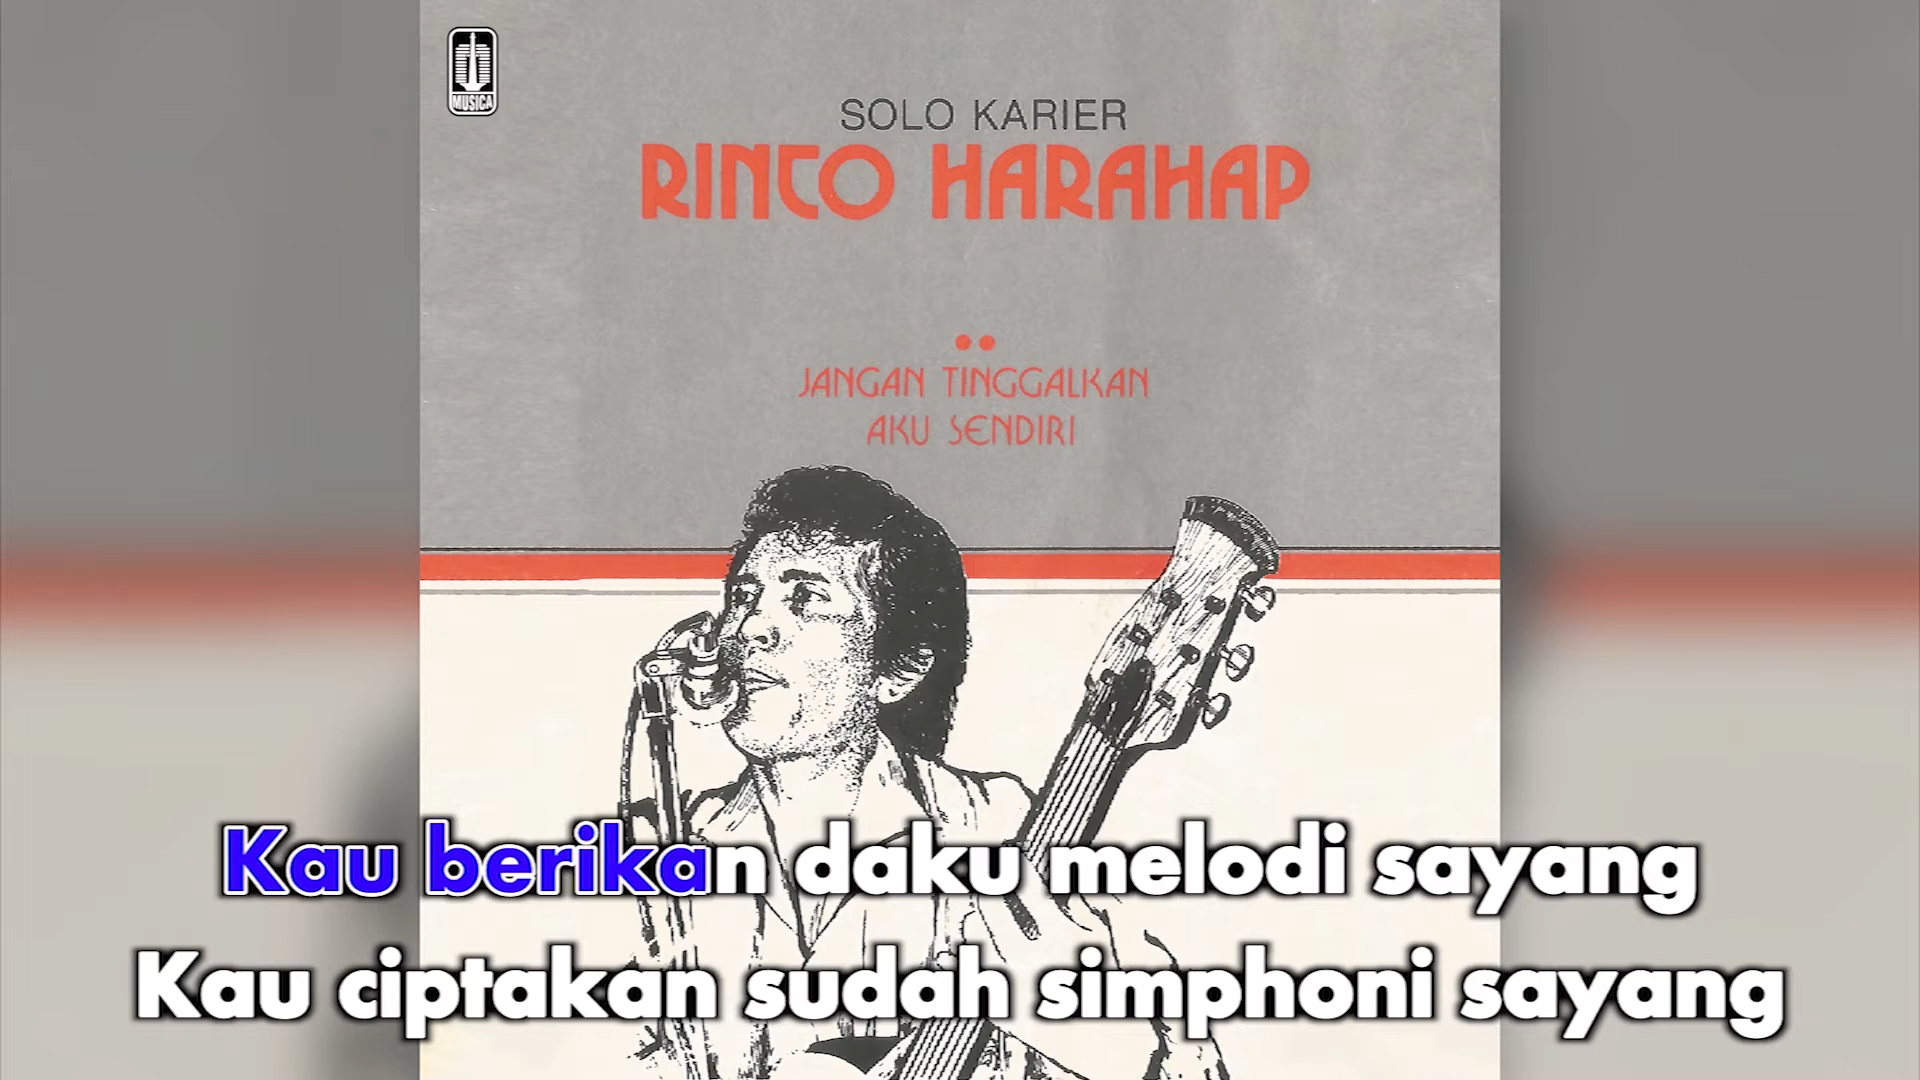 MUSICA
SOLO KARIER
RINTO HARAHAP
JANGAN TINGGALKAN
AKU SENDIRI
Kau berikan daku melodi sayang
Kau ciptakan sudah simphoni sayang